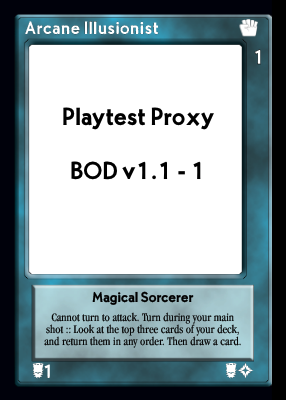 Arcane Illusionist
1
Playtest Proxy
BOD v1.1 - 1
Magical Sorcerer
Cannot turn to attack. Turn during your main
shot :: Look at the top three cards of your deck,
and return them in any order. Then draw a card.
1